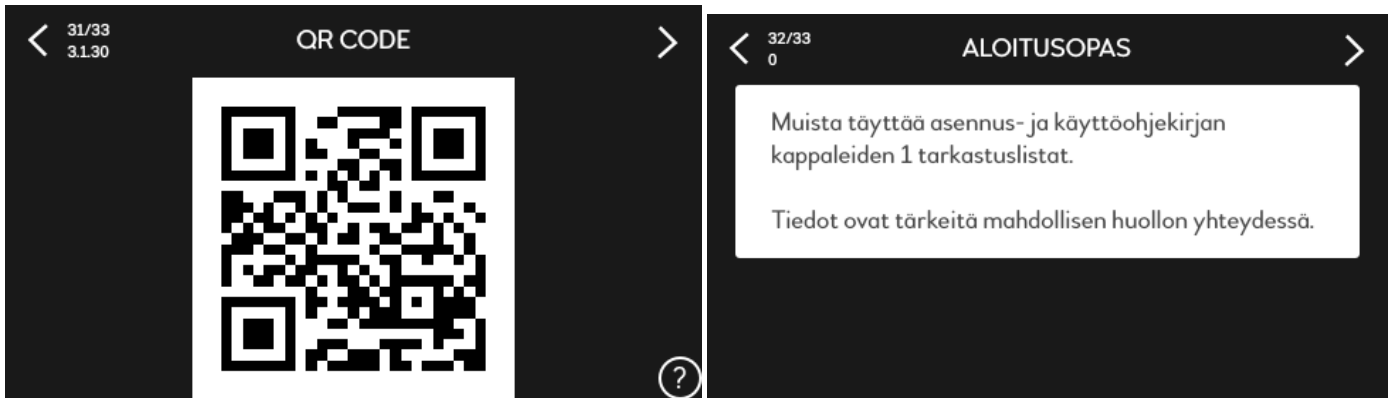 31/33
3.1.30
QR CODE
?
32/33
0
ALOITUSOPAS
Muista täyttää asennus- ja käyttöohjekirjan
kappaleiden 1 tarkastuslistat.
Tiedot ovat tärkeitä mahdollisen huollon yhteydessä.